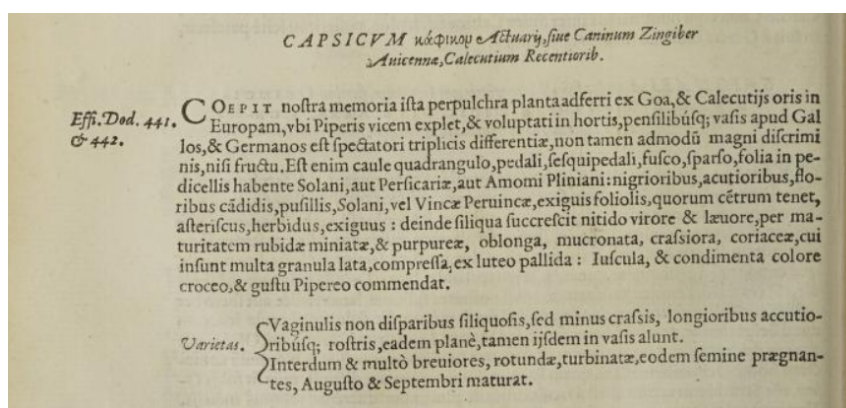 CAPSICVM κάψικομ Actuarij, siue Caninum Zingiber
Auicennæ, Calecutium Recentiorib.
Effi. Dod. 441.
& 442.
COEPIT noſtra memoria iſta perpulchra planta adferri ex Goa, & Calecutijs oris in
Europam, vbi Piperis vicem explet, & voluptati in hortis, penſilibúſq; vaſis apud Gal
los, & Germanos eſt ſpectatori triplicis differentiæ, non tamen admodū magni diſcrimi
nis, niſi fructu. Eſt enim caule quadrangulo, pedali, ſeſquipedali, fuſco, ſparſo, folia in pe-
dicellis habente Solani, aut Perſicariæ, aut Amomi Pliniani: nigrioribus, acutioribus, flo-
ribus cādidis, puſillis, Solani, vel Vincæ Peruincæ, exiguis foliolis, quorum cētrum tenet,
aſteriſcus, herbidus, exiguus : deinde ſiliqua ſuccreſcit nitido virore & læuore, per ma-
turitatem rubidæ miniatæ, & purpureæ, oblonga, mucronata, craſsiora, coriaceæ, cui
inſunt multa granula lata, compreſſa, ex luteo pallida : Iuſcula, & condimenta colore
croceo, & guſtu Pipereo commendat.
Varietas.
Vaginulis non diſparibus ſiliquoſis, ſed minus craſsis, longioribus accutio-
ribúſq; roſtris, eadem planè, tamen ijſdem in vaſis alunt.
Interdum & multò breuiores, rotundæ, turbinatæ, eodem ſemine prægnan-
tes, Auguſto & Septembri maturat.